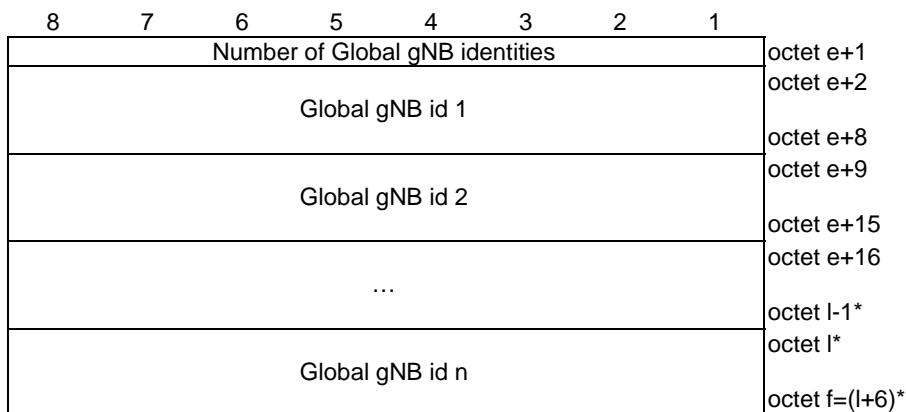 8 7 6 5 4 3 2 1
Number of Global gNB identities octet e+1
octet e+2
Global gNB id 1
octet e+8
octet e+9
Global gNB id 2
octet e+15
octet e+16
…
octet l-1*
octet l*
Global gNB id n
octet f=(l+6)*